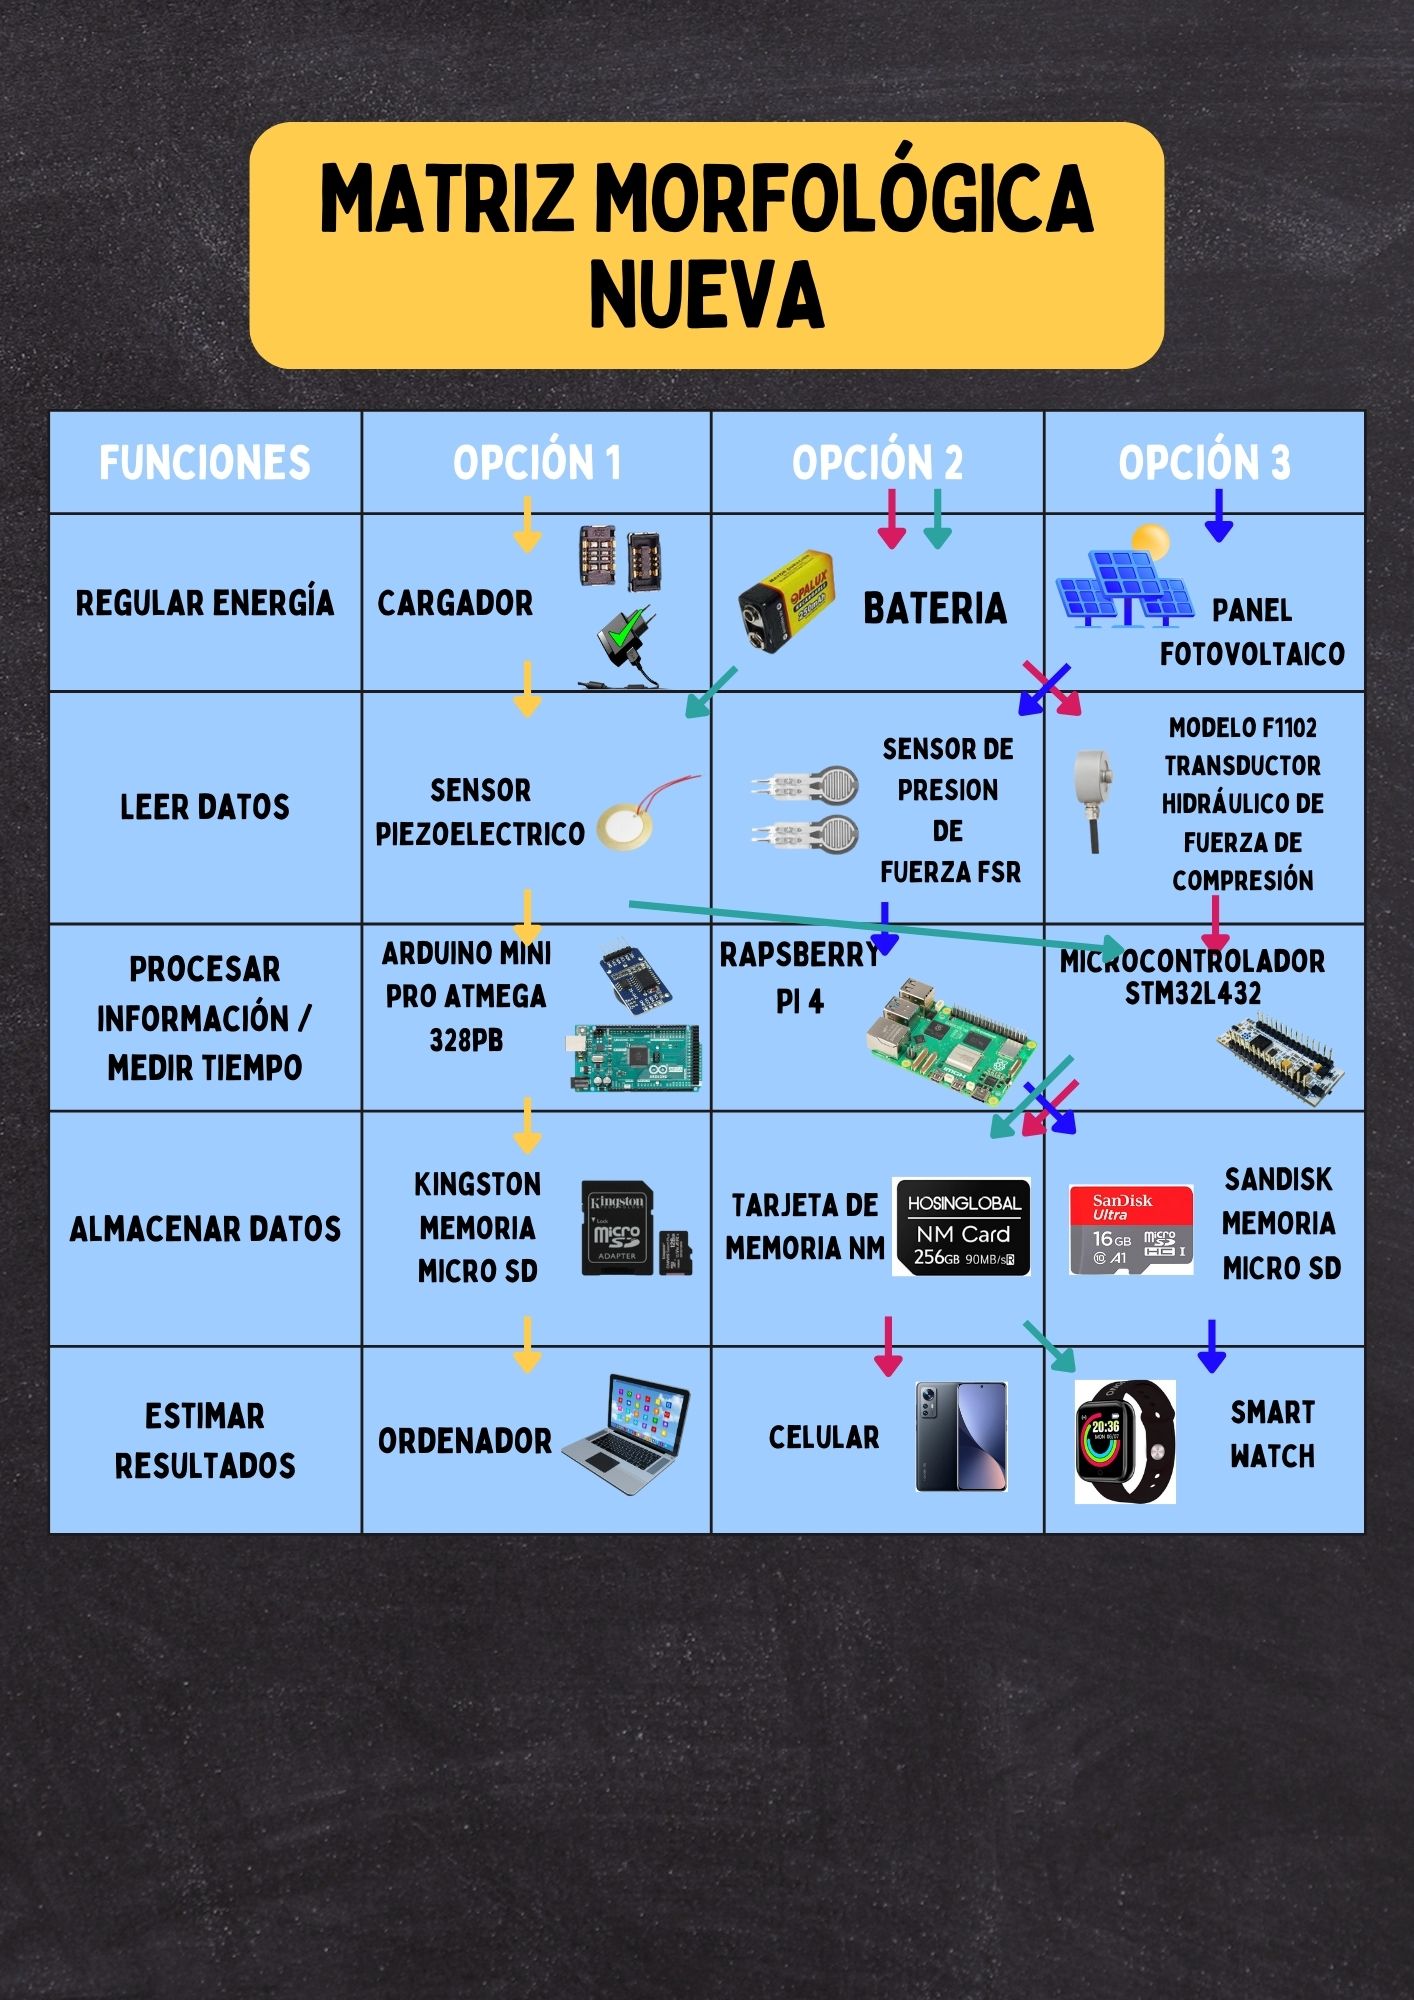 MATRIZ MORFOLÓGICA
NUEVA
FUNCIONES
OPCIÓN 1
OPCIÓN 2
OPCIÓN 3
REGULAR ENERGÍA
CARGADOR
OPALUX
BATERIA
PANEL
FOTOVOLTAICO
LEER DATOS
SENSOR
PIEZOELECTRICO
SENSOR DE
PRESION
DE
FUERZA FSR
MODELO F1102
TRANSDUCTOR
HIDRÁULICO DE
FUERZA DE
COMPRESIÓN
PROCESAR
INFORMACIÓN /
MEDIR TIEMPO
ARDUINO MINI
PRO ATMEGA
328PB
RAPSBERRY
PI 4
MICROCONTROLADOR
STM32L432
ALMACENAR DATOS
KINGSTON
MEMORIA
MICRO SD
Kingston
Lock
micro
SD
ADAPTER
TARJETA DE
MEMORIA NM
HOSINGLOBAL
NM Card
256GB 90MB/s
SanDisk
Ultra
16GB
micro
SD
HC I
A1
SANDISK
MEMORIA
MICRO SD
ESTIMAR
RESULTADOS
ORDENADOR
CELULAR
20:36
SMART
WATCH